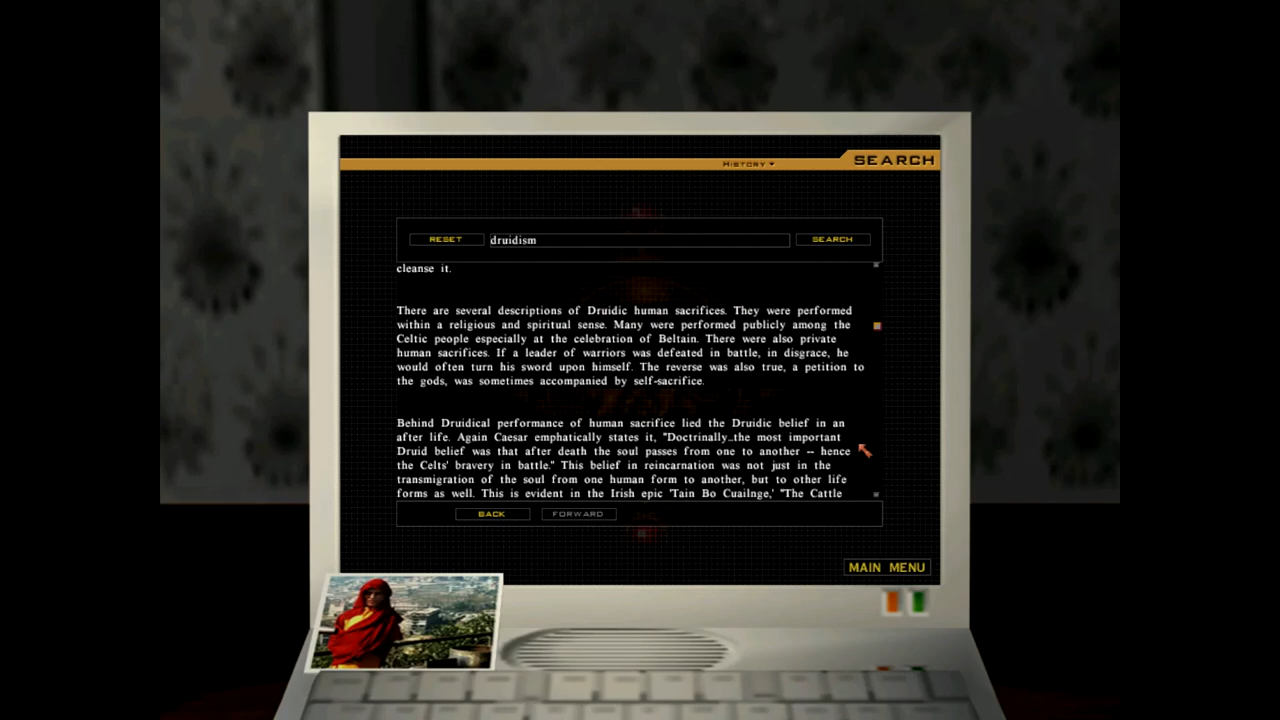 HISTORY
SEARCH
RESET druidism SEARCH
cleanse it.
There are several descriptions of Druidic human sacrifices. They were performed
within a religious and spiritual sense. Many were performed publicly among the
Celtic people especially at the celebration of Beltain. There were also private
human sacrifices. If a leader of warriors was defeated in battle, in disgrace, he
would often turn his sword upon himself. The reverse was also true, a petition to
the gods, was sometimes accompanied by self-sacrifice.
Behind Druidical performance of human sacrifice lied the Druidic belief in an
after life. Again Caesar emphatically states it, "Doctrinally...the most important
Druid belief was that after death the soul passes from one to another -- hence
the Celts' bravery in battle." This belief in reincarnation was not just in the
transmigration of the soul from one human form to another, but to other life
forms as well. This is evident in the Irish epic 'Tain Bo Cuailnge,' "The Cattle
BACK FORWARD
MAIN MENU